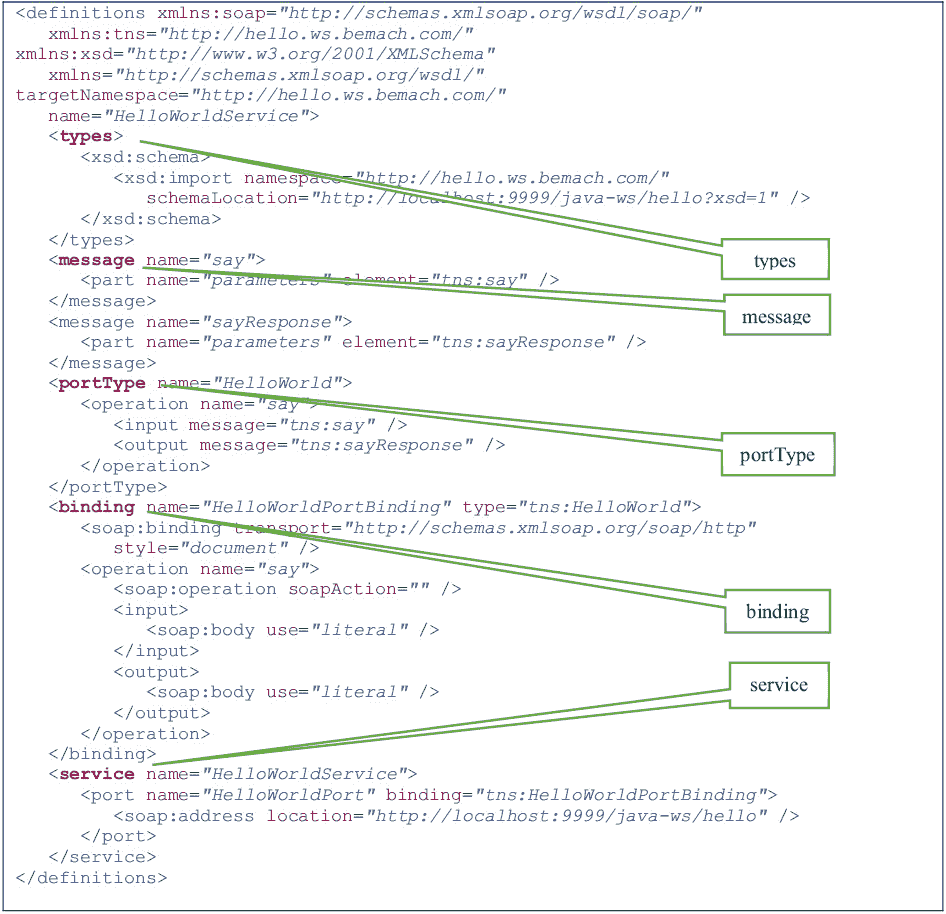 <definitions xmlns:soap="http://schemas.xmlsoap.org/wsdl/soap/"
xmlns:tns="http://hello.ws.bemach.com/"
xmlns:xsd="http://www.w3.org/2001/XMLSchema"
xmlns="http://schemas.xmlsoap.org/wsdl/"
targetNamespace="http://hello.ws.bemach.com/"
name="HelloWorldService">
<types>
<xsd:schema>
<xsd:import namespace="http://hello.ws.bemach.com/"
schemaLocation="http://localhost:9999/java-ws/hello?xsd=1" />
</xsd:schema>
</types>
<message name="say">
<part name="parameters" element="tns:say" />
</message>
<message name="sayResponse">
<part name="parameters" element="tns:sayResponse" />
</message>
<portType name="HelloWorld">
<operation name="say">
<input message="tns:say" />
<output message="tns:sayResponse" />
</operation>
</portType>
<binding name="HelloWorldPortBinding" type="tns:HelloWorld">
<soap:binding transport="http://schemas.xmlsoap.org/soap/http"
style="document" />
<operation name="say">
<soap:operation soapAction="" />
<input>
<soap:body use="literal" />
</input>
<output>
<soap:body use="literal" />
</output>
</operation>
</binding>
<service name="HelloWorldService">
<port name="HelloWorldPort" binding="tns:HelloWorldPortBinding">
<soap:address location="http://localhost:9999/java-ws/hello" />
</port>
</service>
</definitions>
types
message
portType
binding
service